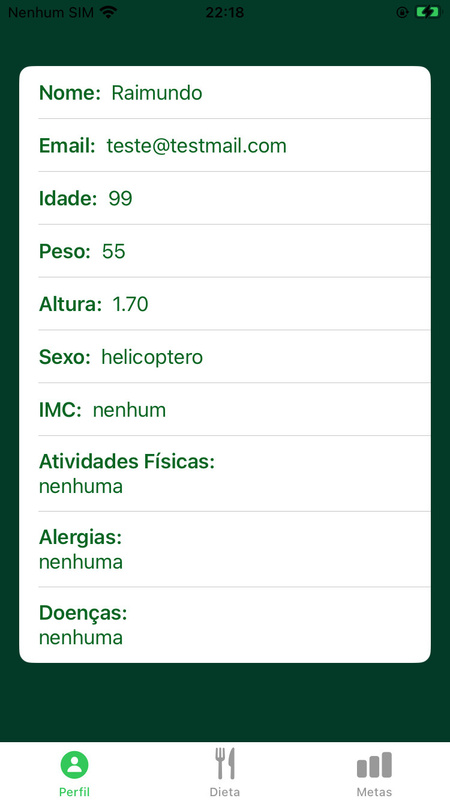 Nenhum SIM 22:18
Nome: Raimundo
Email: teste@testmail.com
Idade: 99
Peso: 55
Altura: 1.70
Sexo: helicoptero
IMC: nenhum
Atividades Físicas:
nenhuma
Alergias:
nenhuma
Doenças:
nenhuma
Perfil Dieta Metas